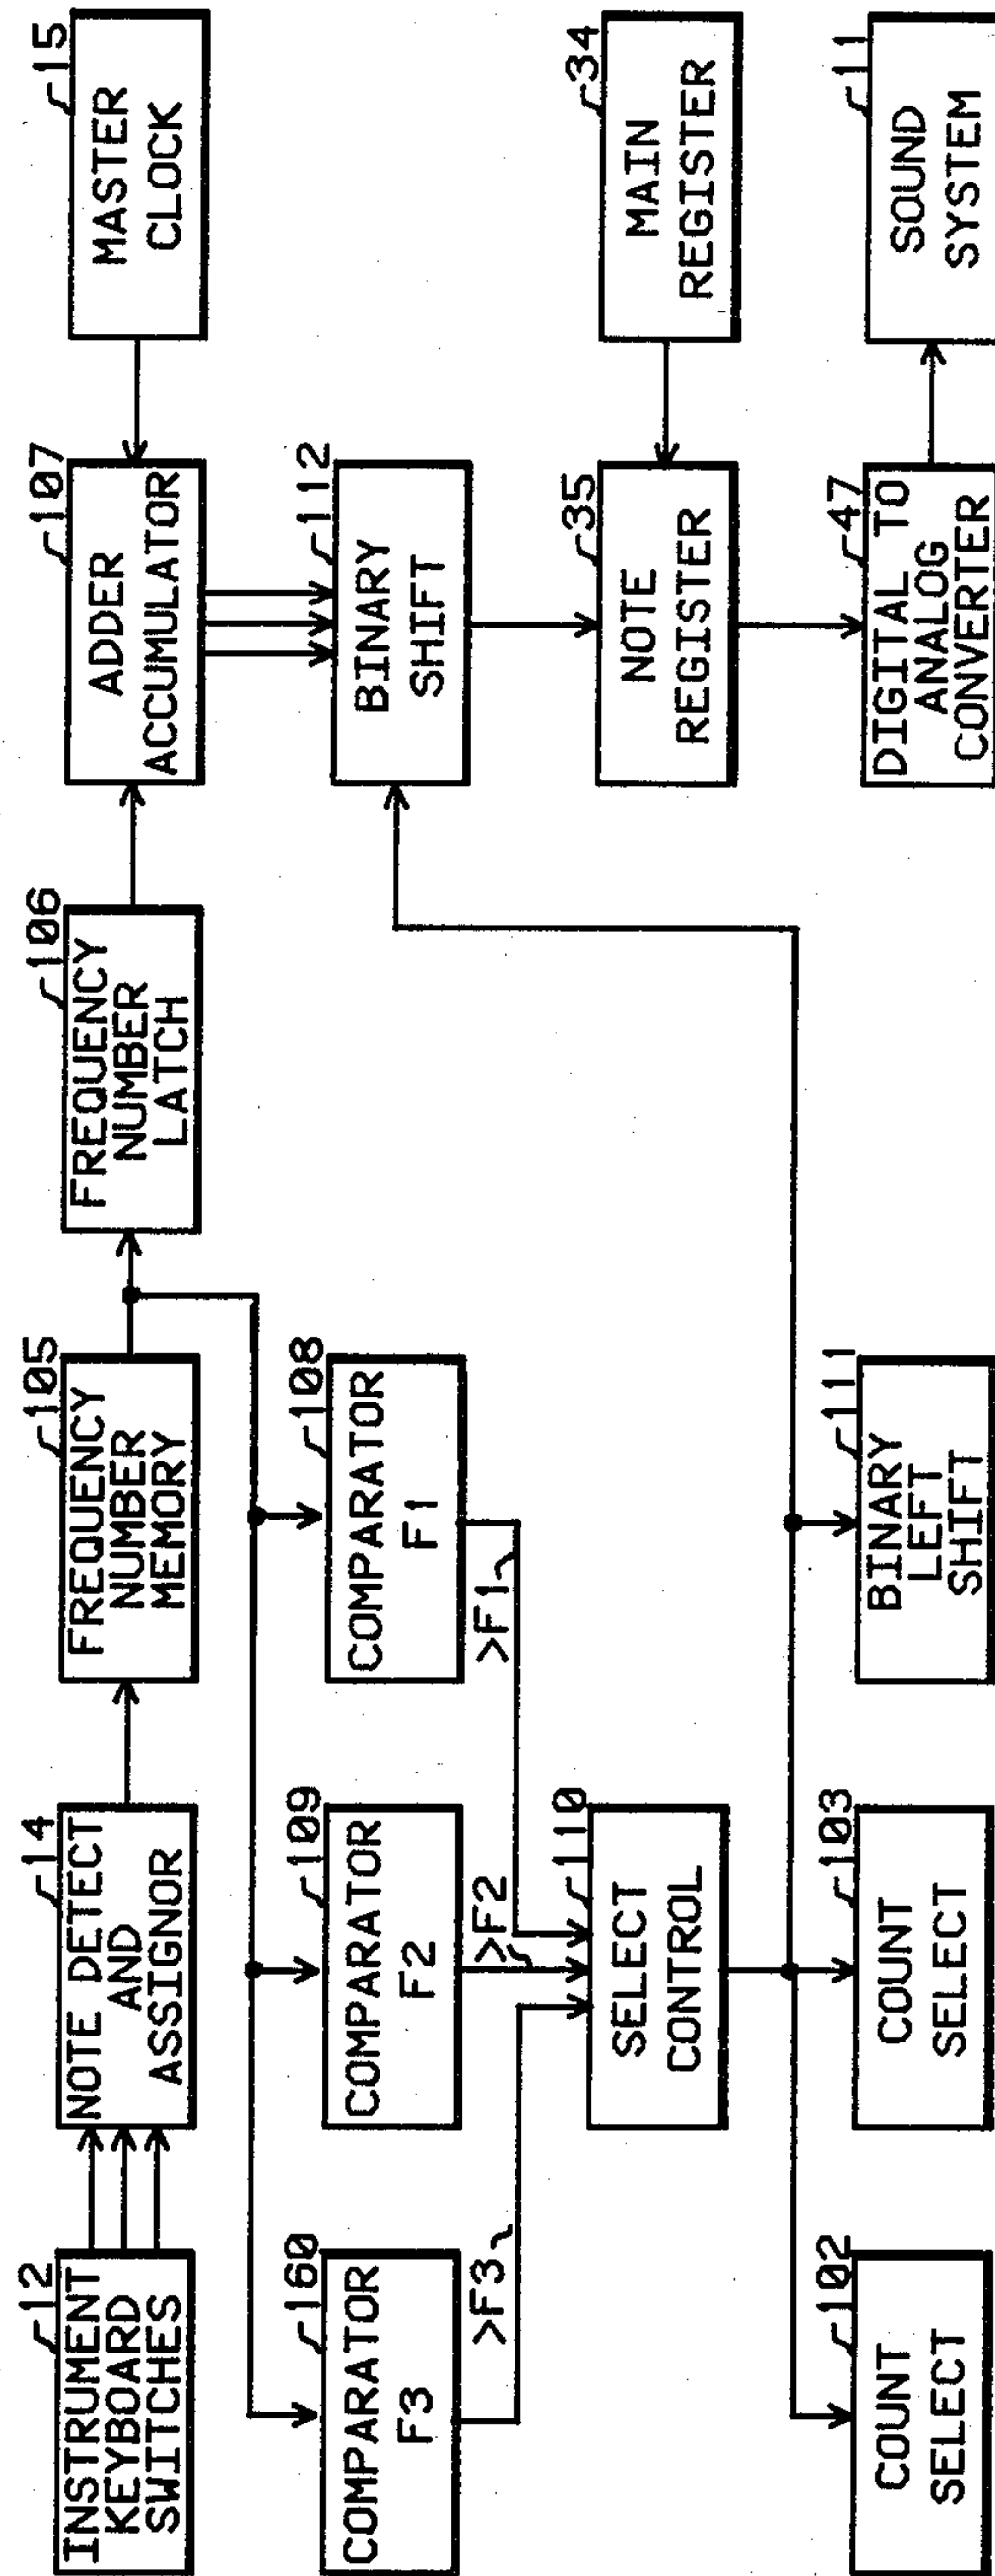 12
INSTRUMENT
KEYBOARD
SWITCHES
14
NOTE DETECT
AND
ASSIGNOR
105
FREQUENCY
NUMBER
MEMORY
106
FREQUENCY
NUMBER
LATCH
107
ADDER
ACCUMULATOR
15
MASTER
CLOCK
160
COMPARATOR
F3
109
COMPARATOR
F2
108
COMPARATOR
F1
112
BINARY
SHIFT
>F3
>F2
>F1
110
SELECT
CONTROL
35
NOTE
REGISTER
34
MAIN
REGISTER
102
COUNT
SELECT
103
COUNT
SELECT
111
BINARY
LEFT
SHIFT
47
DIGITAL TO
ANALOG
CONVERTER
11
SOUND
SYSTEM